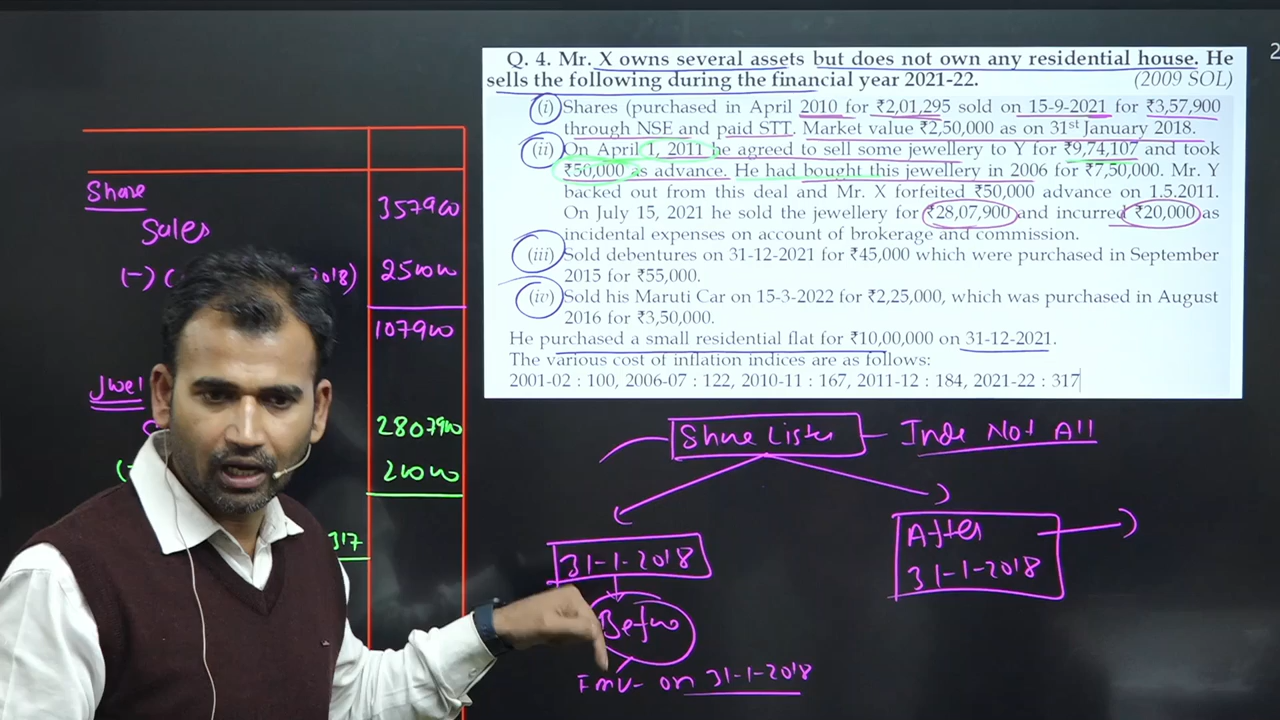 2
Q. 4. Mr. X owns several assets but does not own any residential house. He
sells the following during the financial year 2021-22. (2009 SOL)
(i) Shares (purchased in April 2010 for ₹2,01,295 sold on 15-9-2021 for ₹3,57,900
through NSE and paid STT. Market value ₹2,50,000 as on 31st January 2018.
(ii) On April 1, 2011 he agreed to sell some jewellery to Y for ₹9,74,107 and took
₹50,000 as advance. He had bought this jewellery in 2006 for ₹7,50,000. Mr. Y
backed out from this deal and Mr. X forfeited ₹50,000 advance on 1.5.2011.
On July 15, 2021 he sold the jewellery for ₹28,07,900 and incurred ₹20,000 as
incidental expenses on account of brokerage and commission.
(iii) Sold debentures on 31-12-2021 for ₹45,000 which were purchased in September
2015 for ₹55,000.
(iv) Sold his Maruti Car on 15-3-2022 for ₹2,25,000, which was purchased in August
2016 for ₹3,50,000.
He purchased a small residential flat for ₹10,00,000 on 31-12-2021.
The various cost of inflation indices are as follows:
2001-02 : 100, 2006-07 : 122, 2010-11 : 167, 2011-12 : 184, 2021-22 : 317
Share
Sales 357900
(-) ( 2018) 250000
107900
Jwel
2807900
20000
317
Share Liste — Inde Not All
31-1-2018
Before
Fmv- on 31-1-2018
After
31-1-2018